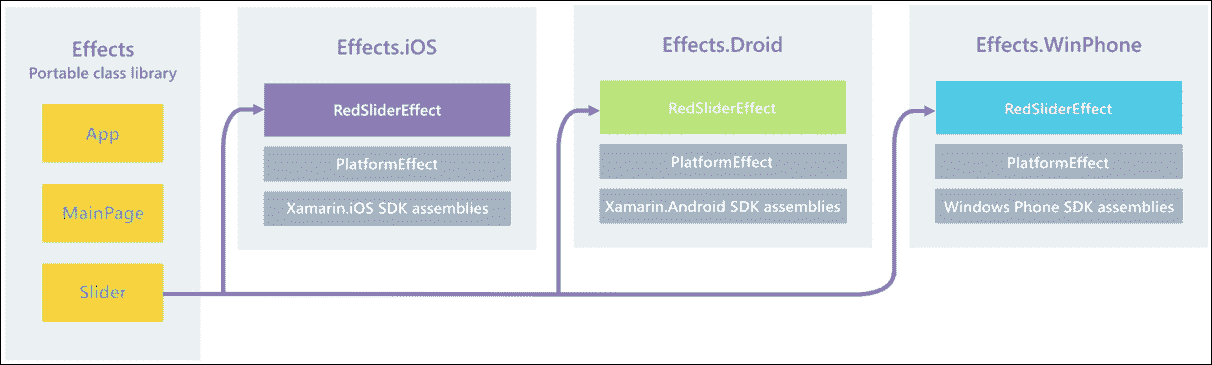 Effects
Portable class library
App
MainPage
Slider
Effects.iOS
RedSliderEffect
PlatformEffect
Xamarin.iOS SDK assemblies
Effects.Droid
RedSliderEffect
PlatformEffect
Xamarin.Android SDK assemblies
Effects.WinPhone
RedSliderEffect
PlatformEffect
Windows Phone SDK assemblies